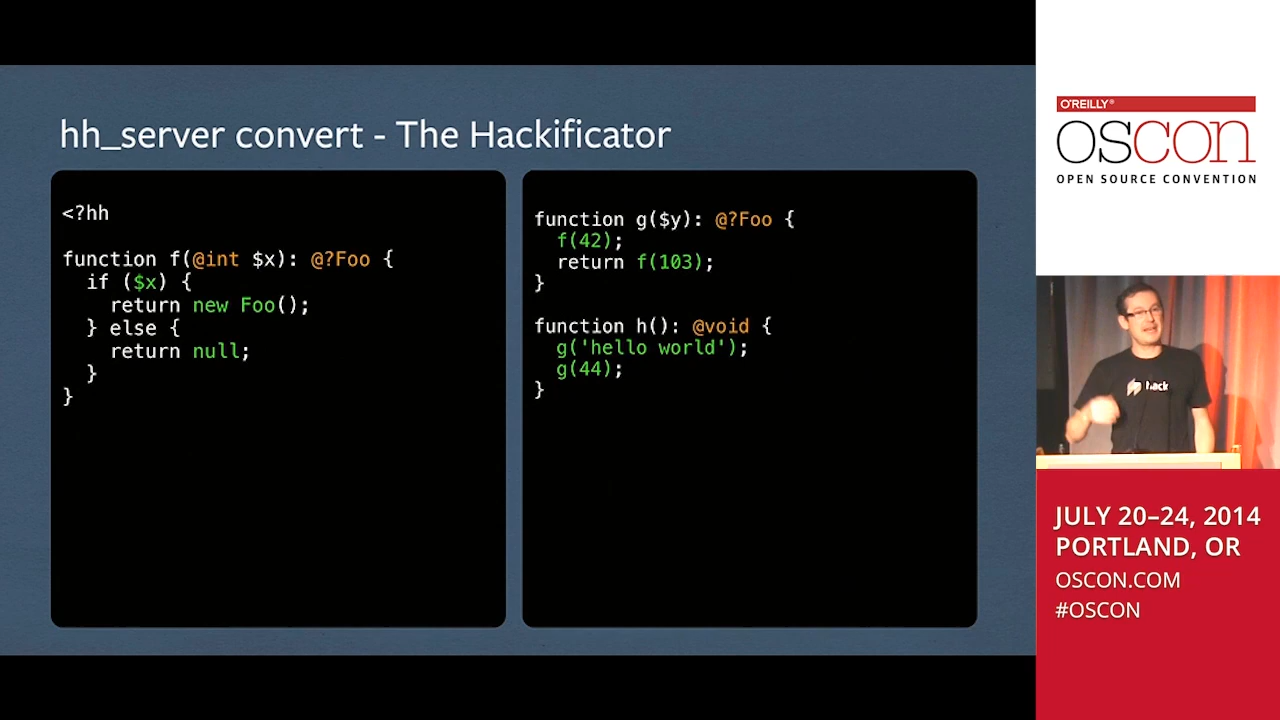 hh_server convert - The Hackificator
<?hh
function f(@int $x): @?Foo {
if ($x) {
return new Foo();
} else {
return null;
}
}
function g($y): @?Foo {
f(42);
return f(103);
}
function h(): @void {
g('hello world');
g(44);
}
O'REILLY®
OSCON
OPEN SOURCE CONVENTION
hack
JULY 20–24, 2014
PORTLAND, OR
OSCON.COM
#OSCON